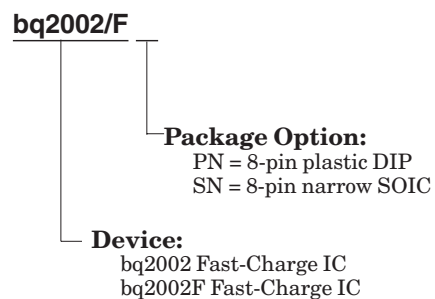 bq2002/F
Package Option:
PN = 8-pin plastic DIP
SN = 8-pin narrow SOIC
Device:
bq2002 Fast-Charge IC
bq2002F Fast-Charge IC